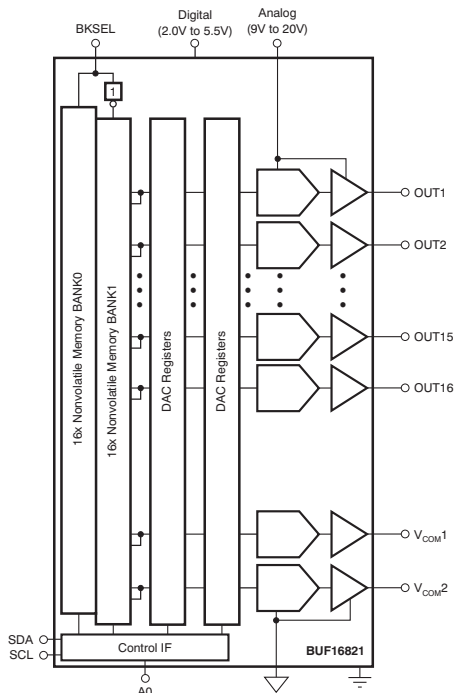 Digital
Analog
BKSEL
(2.0V to 5.5V)
(9V to 20V)
1
16x Nonvolatile Memory BANK0
16x Nonvolatile Memory BANK1
DAC Registers
DAC Registers
OUT1
OUT2
OUT15
OUT16
VCOM1
VCOM2
SDA
SCL
Control IF
BUF16821
A0